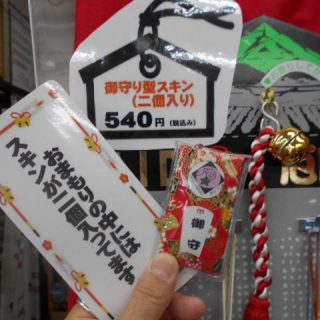 御守り型スキン
(二個入り)
540円(税込み)
おまもりの中には
スキンが二個入ってます
御守